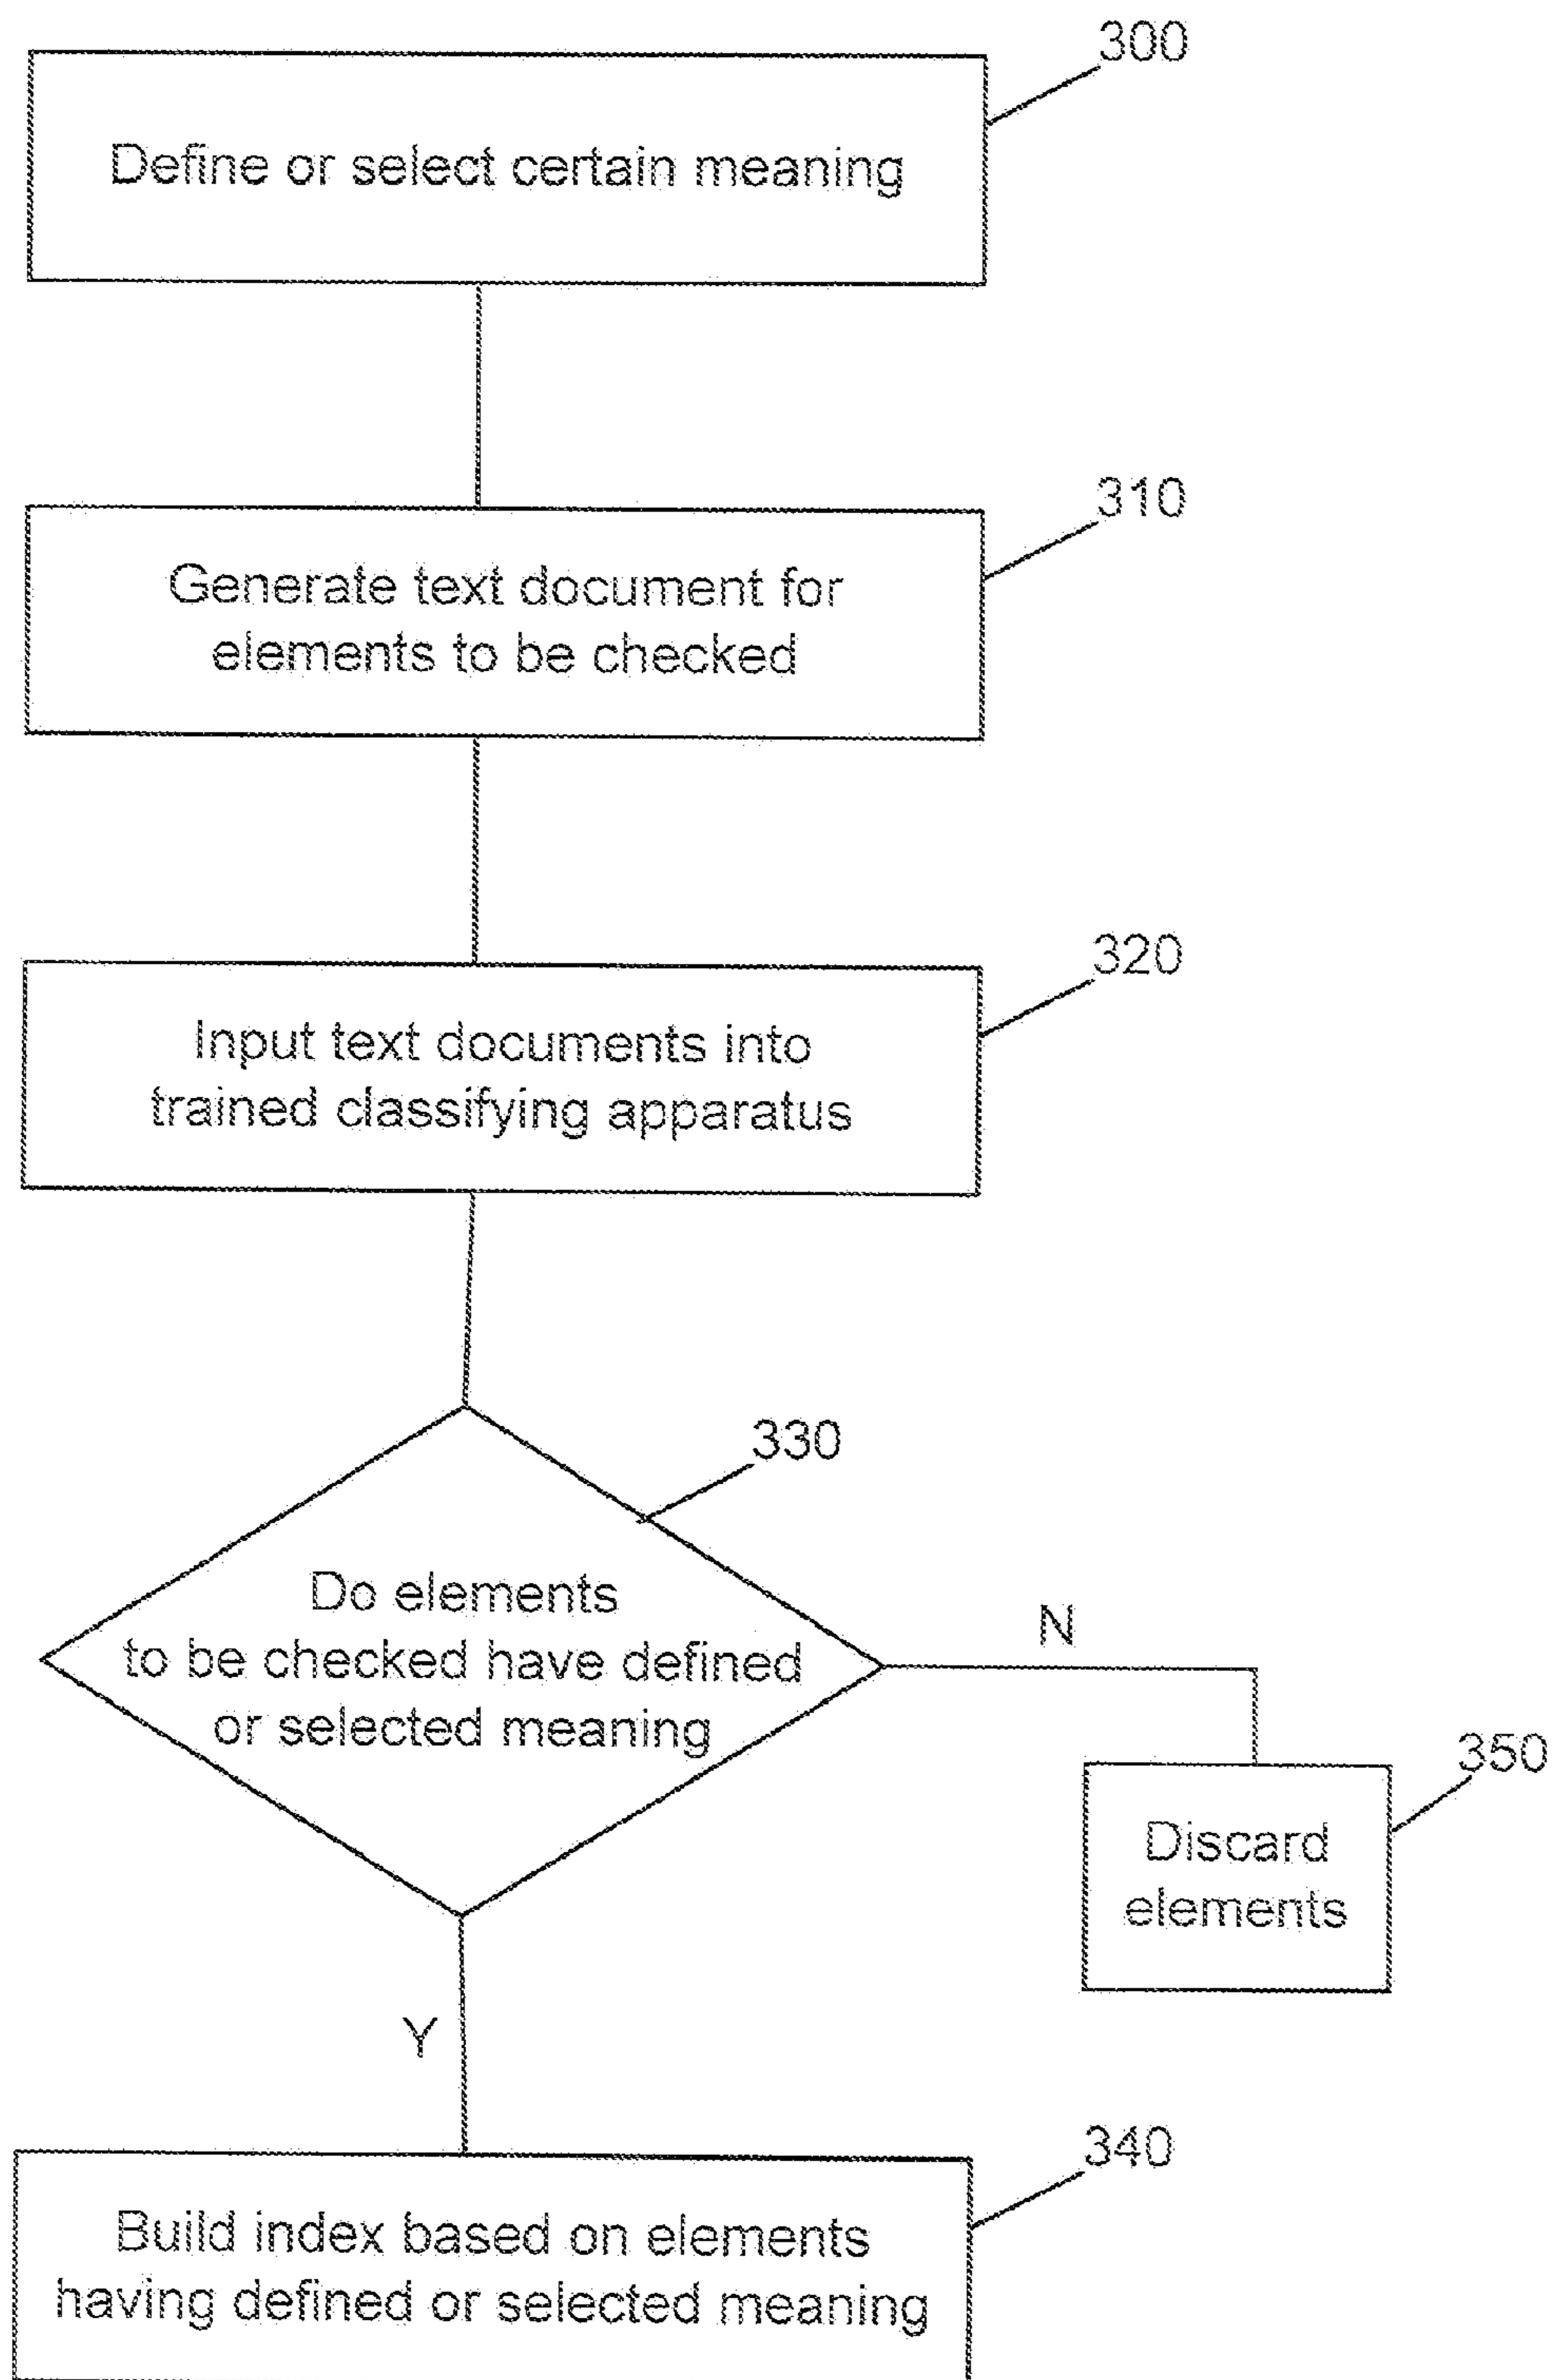 300
Define or select certain meaning
310
Generate text document for
elements to be checked
320
Input text documents into
trained classifying apparatus
330
Do elements
to be checked have defined
or selected meaning
N
350
Discard
elements
Y
340
Build index based on elements
having defined or selected meaning